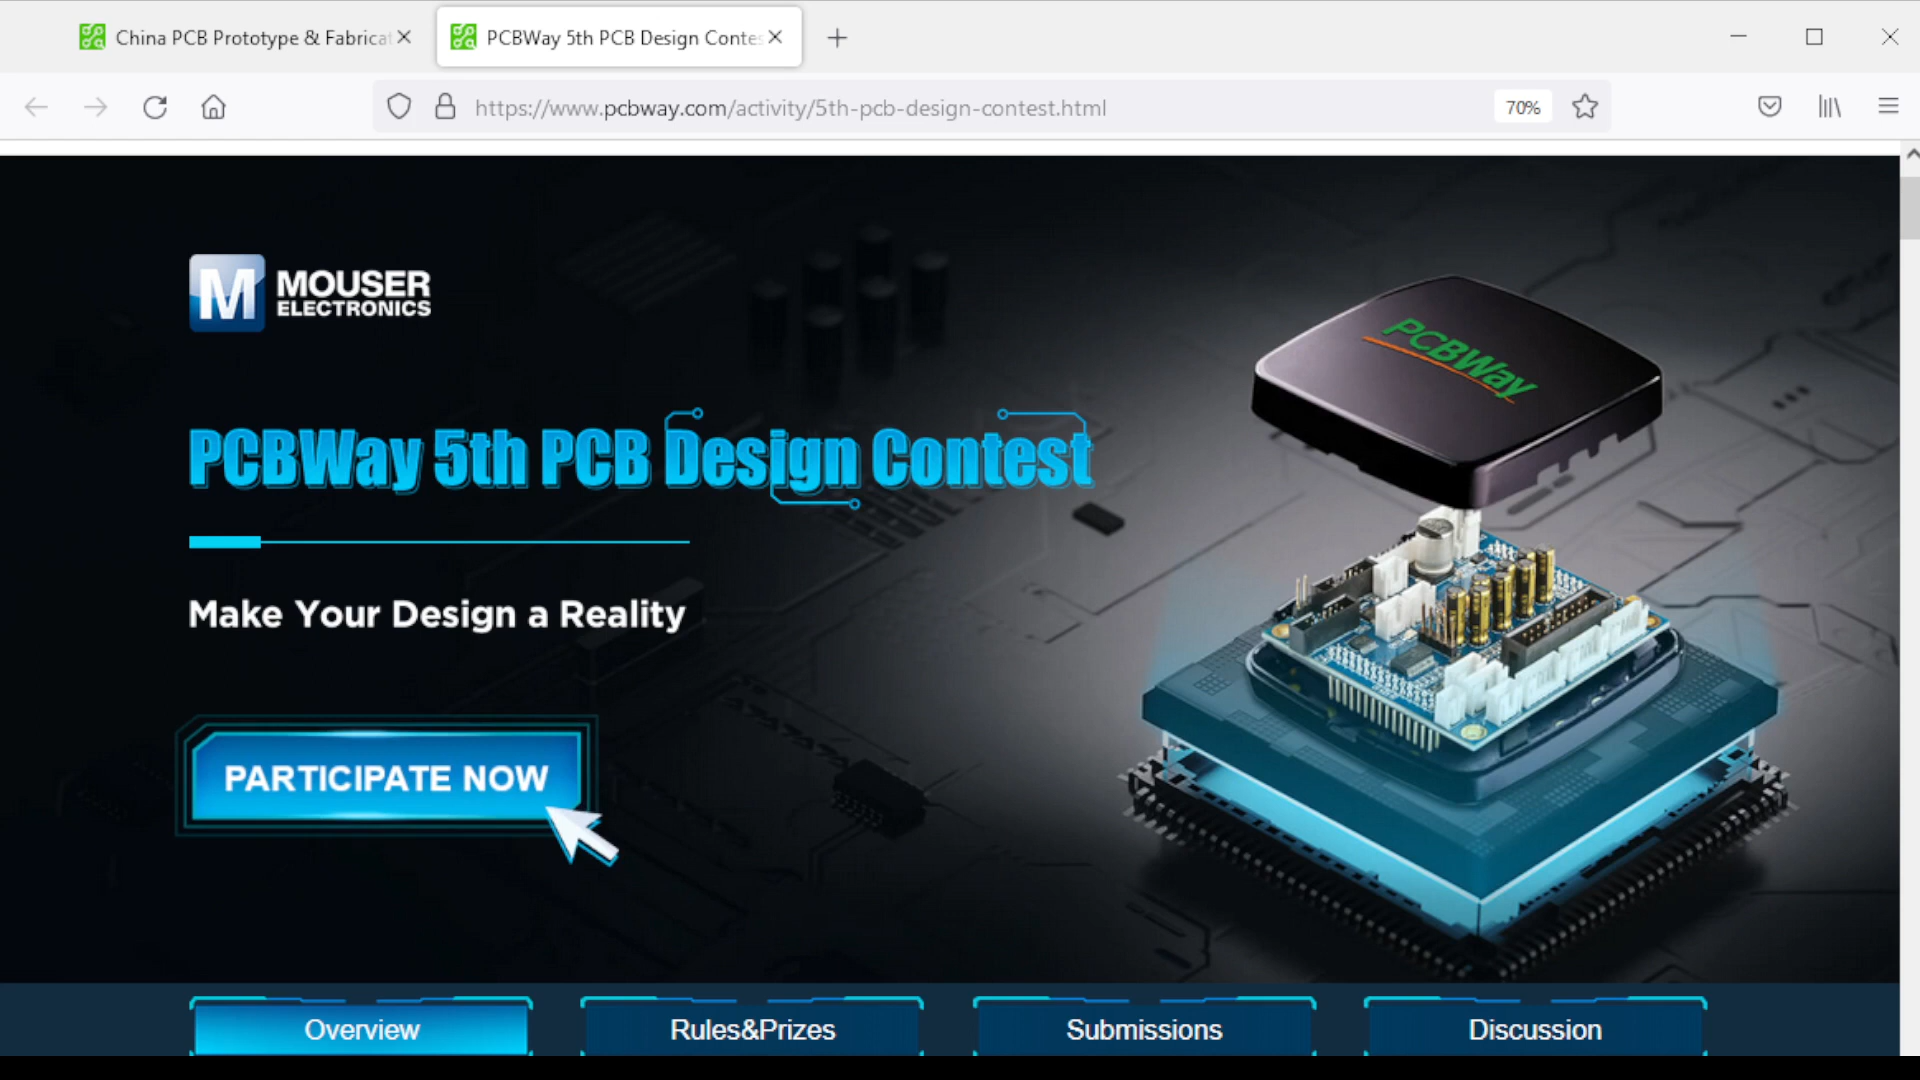 China PCB Prototype & Fabricat
PCBWay 5th PCB Design Contes
https://www.pcbway.com/activity/5th-pcb-design-contest.html
70%
M MOUSER
ELECTRONICS
PCBWay
PCBWay 5th PCB Design Contest
Make Your Design a Reality
PARTICIPATE NOW
Overview
Rules&Prizes
Submissions
Discussion